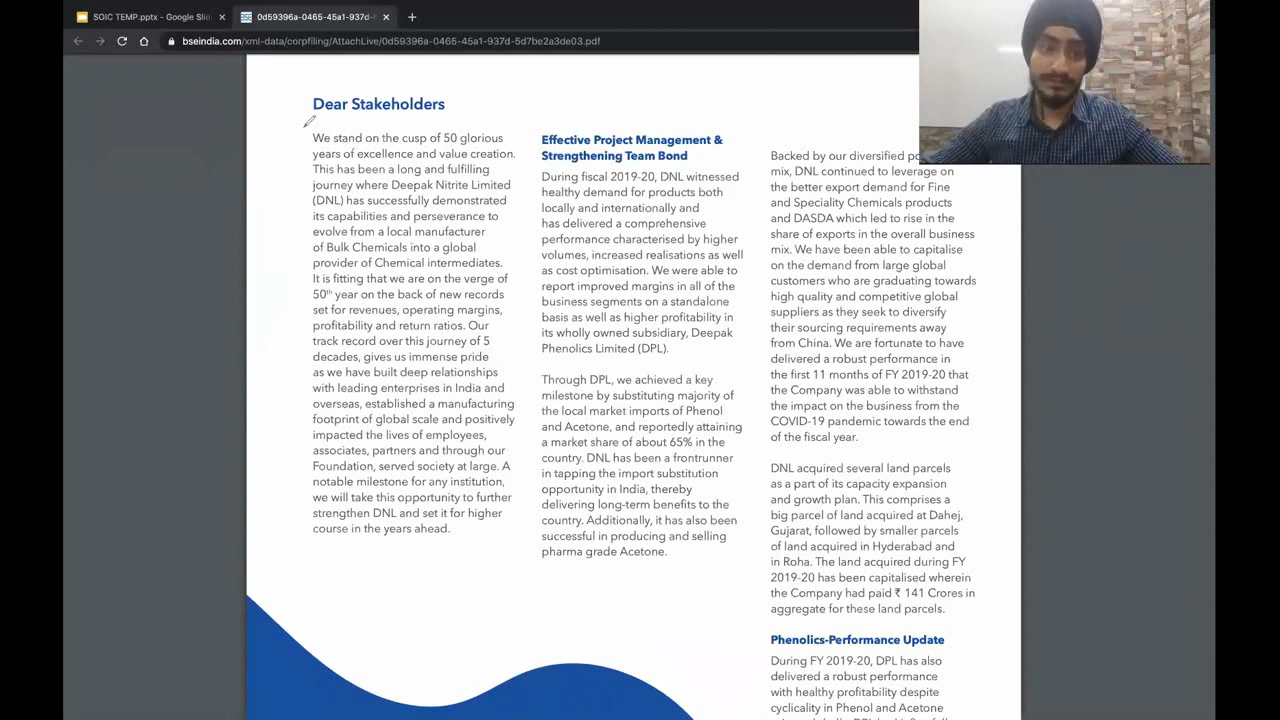 SOIC TEMP.pptx - Google Slid
0d59396a-0465-45a1-937d-
bseindia.com/xml-data/corpfiling/AttachLive/0d59396a-0465-45a1-937d-5d7be2a3de03.pdf
Dear Stakeholders
We stand on the cusp of 50 glorious
years of excellence and value creation.
This has been a long and fulfilling
journey where Deepak Nitrite Limited
(DNL) has successfully demonstrated
its capabilities and perseverance to
evolve from a local manufacturer
of Bulk Chemicals into a global
provider of Chemical intermediates.
It is fitting that we are on the verge of
50th year on the back of new records
set for revenues, operating margins,
profitability and return ratios. Our
track record over this journey of 5
decades, gives us immense pride
as we have built deep relationships
with leading enterprises in India and
overseas, established a manufacturing
footprint of global scale and positively
impacted the lives of employees,
associates, partners and through our
Foundation, served society at large. A
notable milestone for any institution,
we will take this opportunity to further
strengthen DNL and set it for higher
course in the years ahead.
Effective Project Management &
Strengthening Team Bond
During fiscal 2019-20, DNL witnessed
healthy demand for products both
locally and internationally and
has delivered a comprehensive
performance characterised by higher
volumes, increased realisations as well
as cost optimisation. We were able to
report improved margins in all of the
business segments on a standalone
basis as well as higher profitability in
its wholly owned subsidiary, Deepak
Phenolics Limited (DPL).
Through DPL, we achieved a key
milestone by substituting majority of
the local market imports of Phenol
and Acetone, and reportedly attaining
a market share of about 65% in the
country. DNL has been a frontrunner
in tapping the import substitution
opportunity in India, thereby
delivering long-term benefits to the
country. Additionally, it has also been
successful in producing and selling
pharma grade Acetone.
Backed by our diversified
mix, DNL continued to leverage on
the better export demand for Fine
and Speciality Chemicals products
and DASDA which led to rise in the
share of exports in the overall business
mix. We have been able to capitalise
on the demand from large global
customers who are graduating towards
high quality and competitive global
suppliers as they seek to diversify
their sourcing requirements away
from China. We are fortunate to have
delivered a robust performance in
the first 11 months of FY 2019-20 that
the Company was able to withstand
the impact on the business from the
COVID-19 pandemic towards the end
of the fiscal year.
DNL acquired several land parcels
as a part of its capacity expansion
and growth plan. This comprises a
big parcel of land acquired at Dahej,
Gujarat, followed by smaller parcels
of land acquired in Hyderabad and
in Roha. The land acquired during FY
2019-20 has been capitalised wherein
the Company had paid ₹ 141 Crores in
aggregate for these land parcels.
Phenolics-Performance Update
During FY 2019-20, DPL has also
delivered a robust performance
with healthy profitability despite
cyclicality in Phenol and Acetone